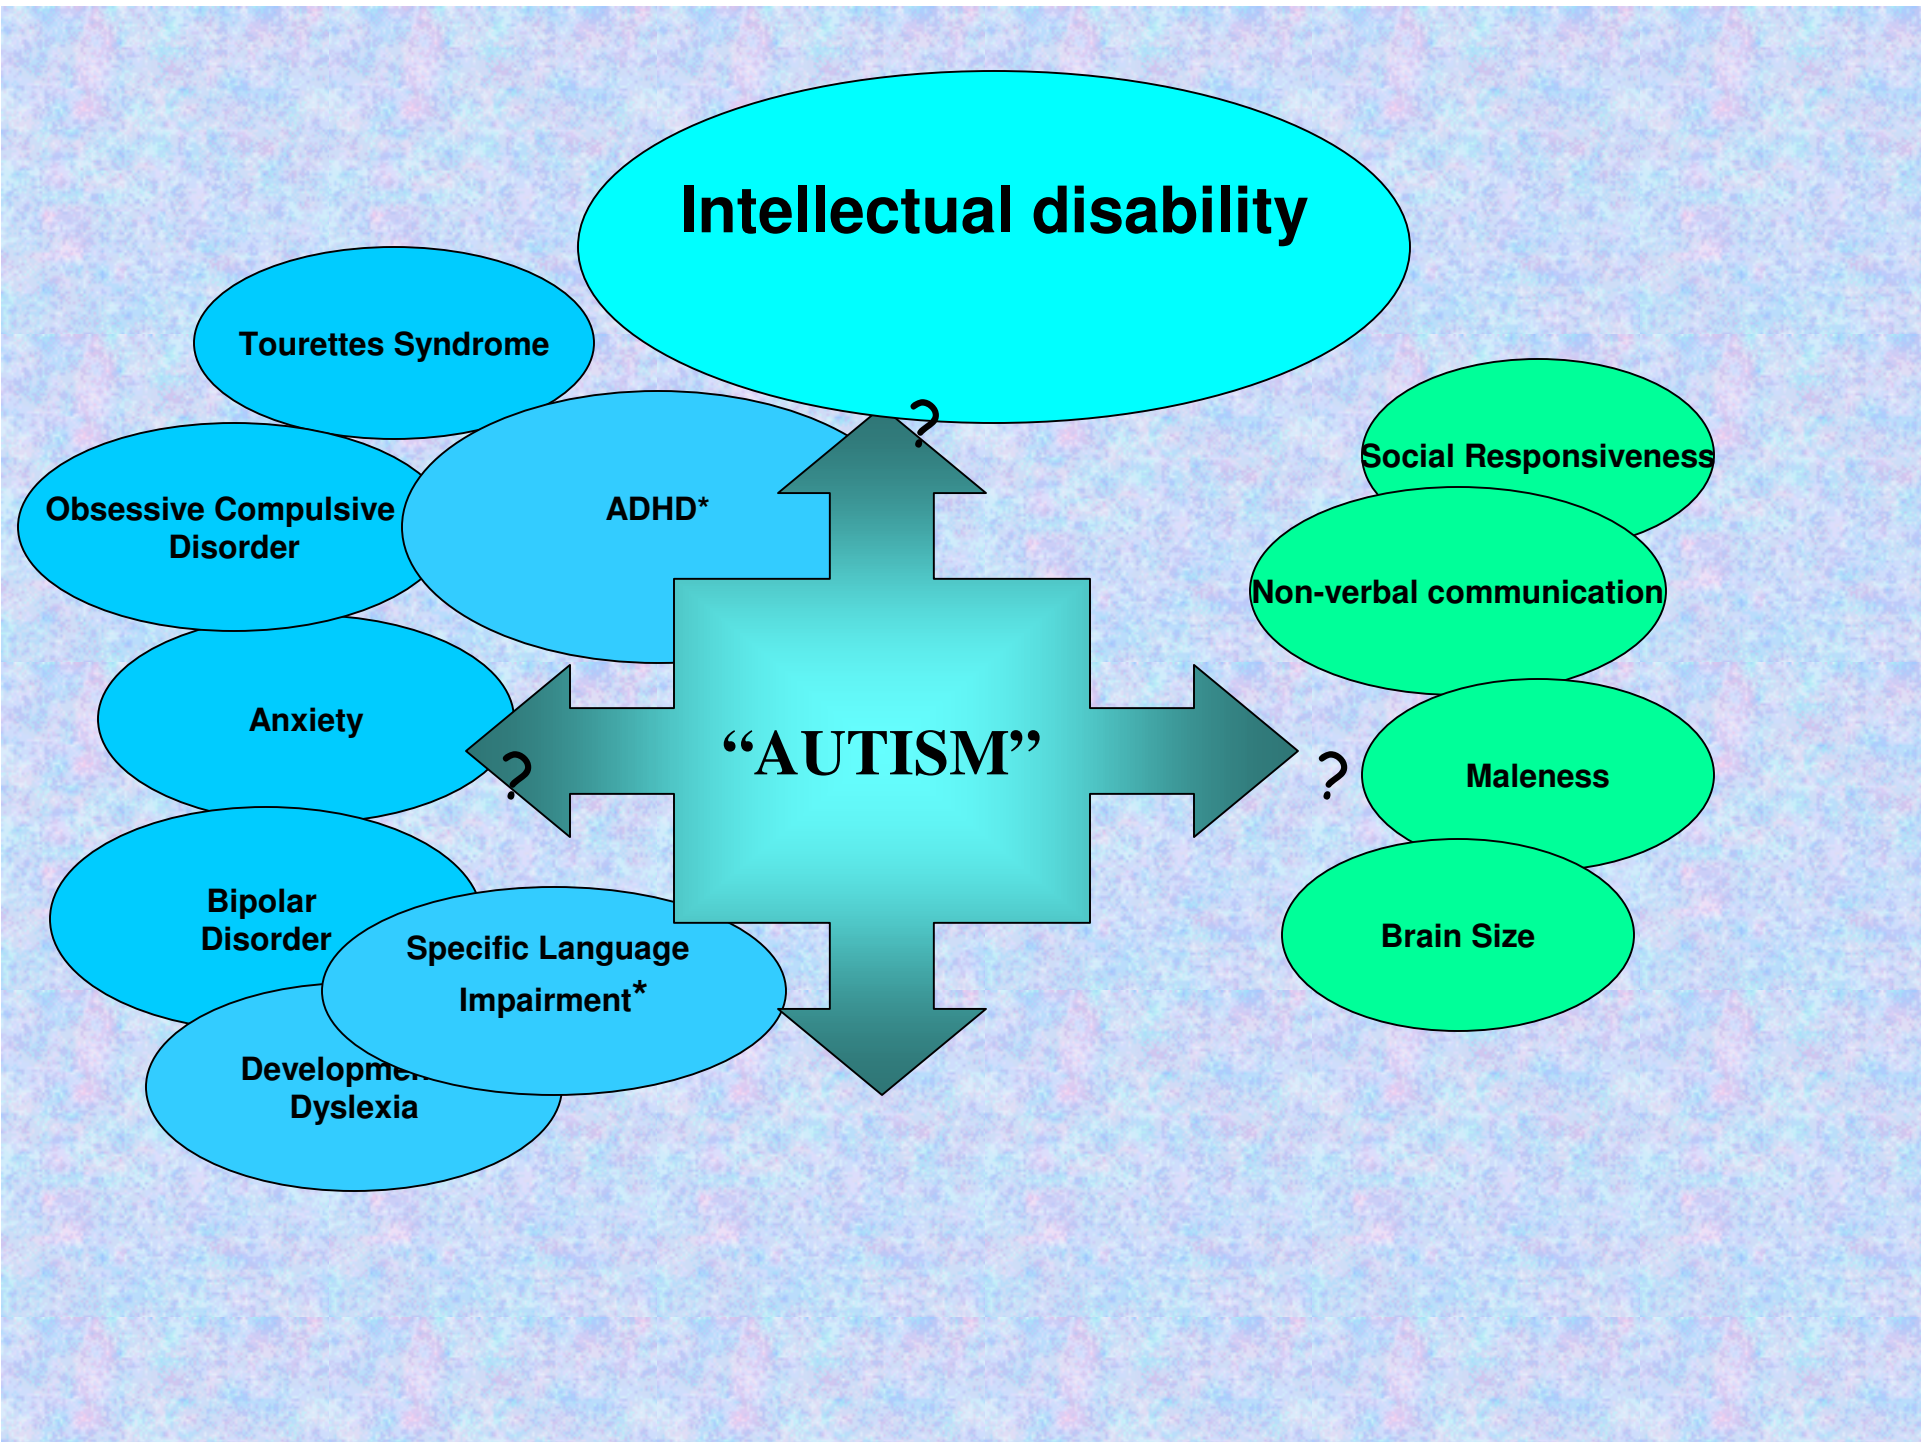 Intellectual disability
Tourettes Syndrome
?
Social Responsiveness
Obsessive Compulsive
Disorder
ADHD*
Non-verbal communication
Anxiety
?
“AUTISM”
?
Maleness
Bipolar
Disorder
Specific Language
Impairment*
Brain Size
Dyslexia